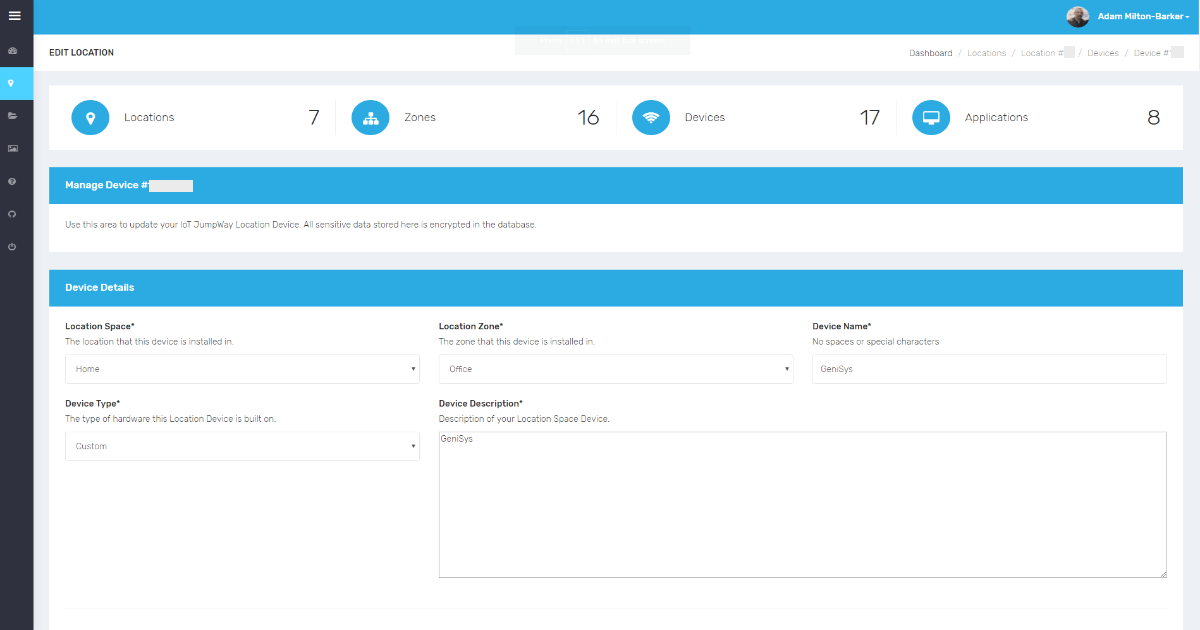 Adam Milton-Barker
EDIT LOCATION
Dashboard / Locations / Location # / Devices / Device #
Locations 7
Zones 16
Devices 17
Applications 8
Manage Device #
Use this area to update your IoT JumpWay Location Device. All sensitive data stored here is encrypted in the database.
Device Details
Location Space*
The location that this device is installed in.
Home
Location Zone*
The zone that this device is installed in.
Office
Device Name*
No spaces or special characters
GeniSys
Device Type*
The type of hardware this Location Device is built on.
Custom
Device Description*
Description of your Location Space Device.
GeniSys